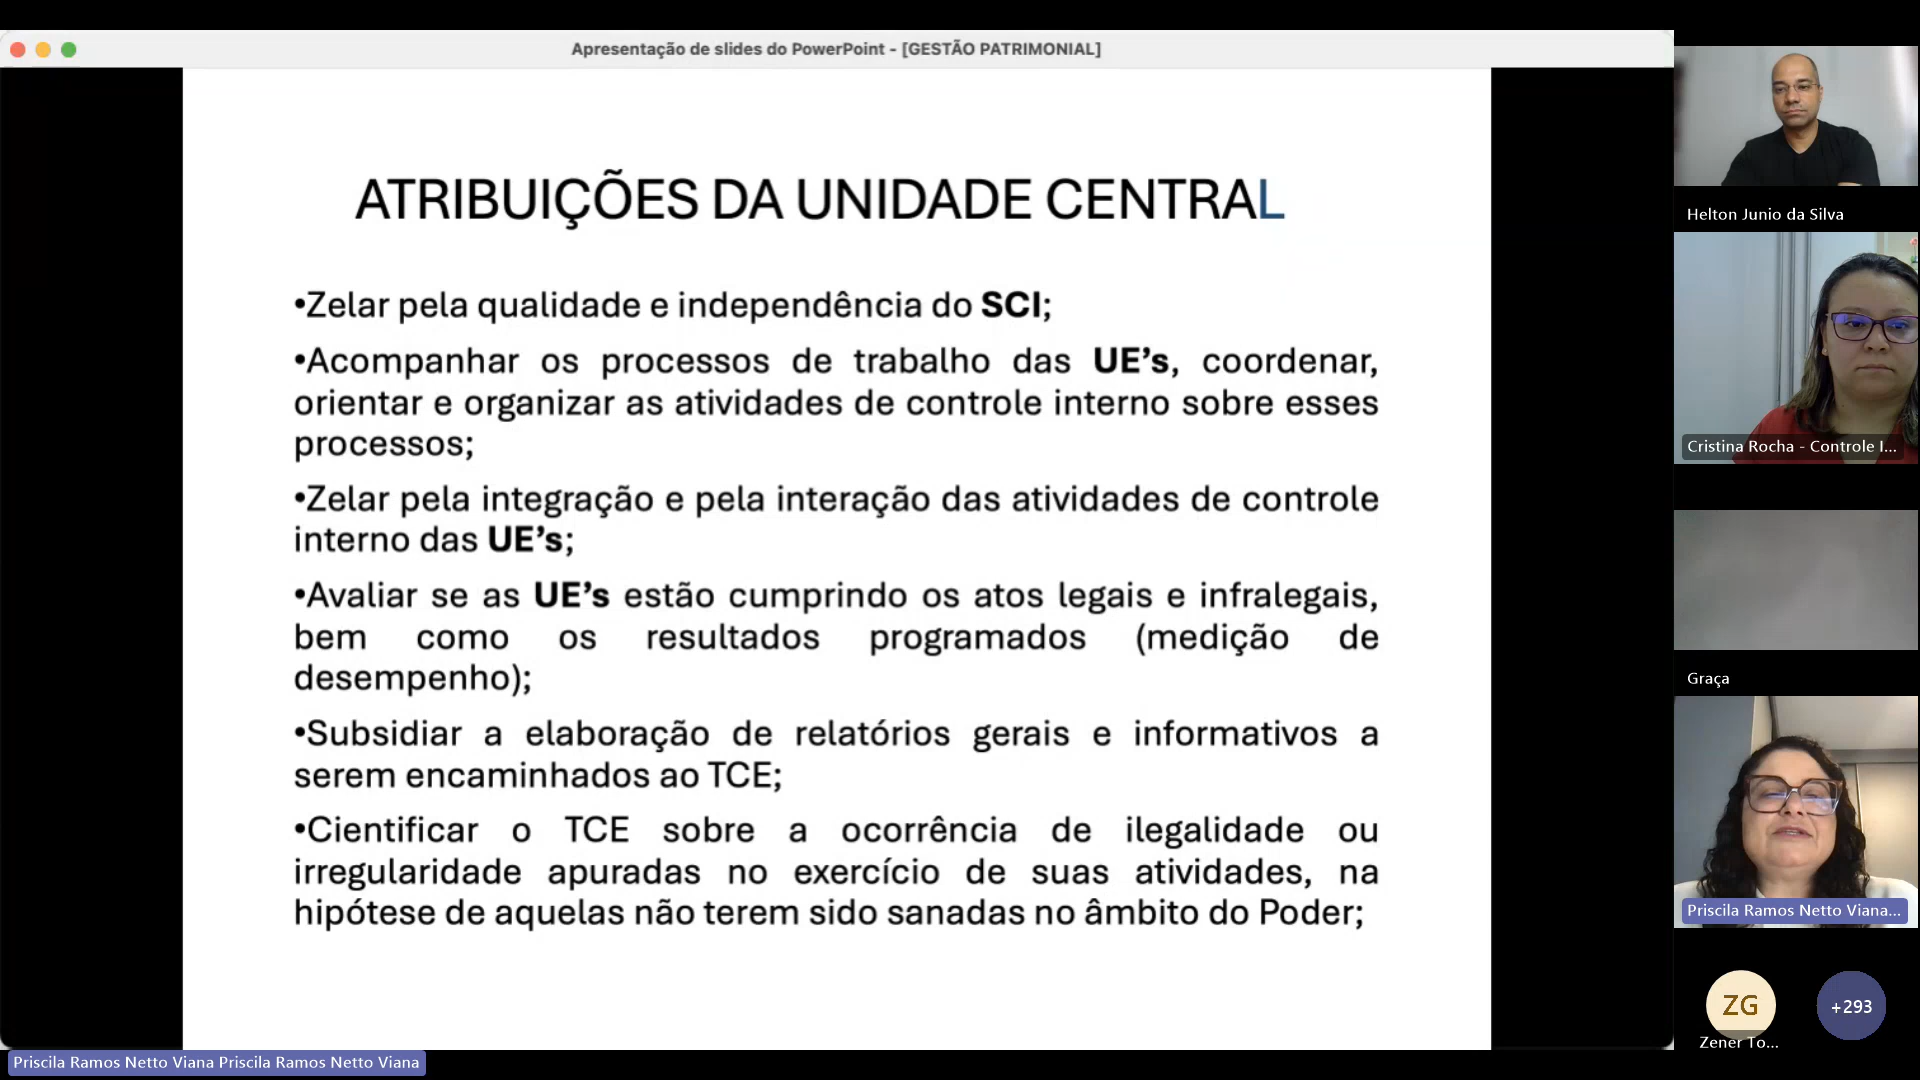 Apresentação de slides do PowerPoint - [GESTÃO PATRIMONIAL]
ATRIBUIÇÕES DA UNIDADE CENTRAL
•Zelar pela qualidade e independência do SCI;
•Acompanhar os processos de trabalho das UE’s, coordenar,
orientar e organizar as atividades de controle interno sobre esses
processos;
•Zelar pela integração e pela interação das atividades de controle
interno das UE’s;
•Avaliar se as UE’s estão cumprindo os atos legais e infralegais,
bem como os resultados programados (medição de
desempenho);
•Subsidiar a elaboração de relatórios gerais e informativos a
serem encaminhados ao TCE;
•Cientificar o TCE sobre a ocorrência de ilegalidade ou
irregularidade apuradas no exercício de suas atividades, na
hipótese de aquelas não terem sido sanadas no âmbito do Poder;
Priscila Ramos Netto Viana Priscila Ramos Netto Viana
Helton Junio da Silva
Cristina Rocha - Controle I...
Graça
Priscila Ramos Netto Viana...
ZG
+293
Zener To...